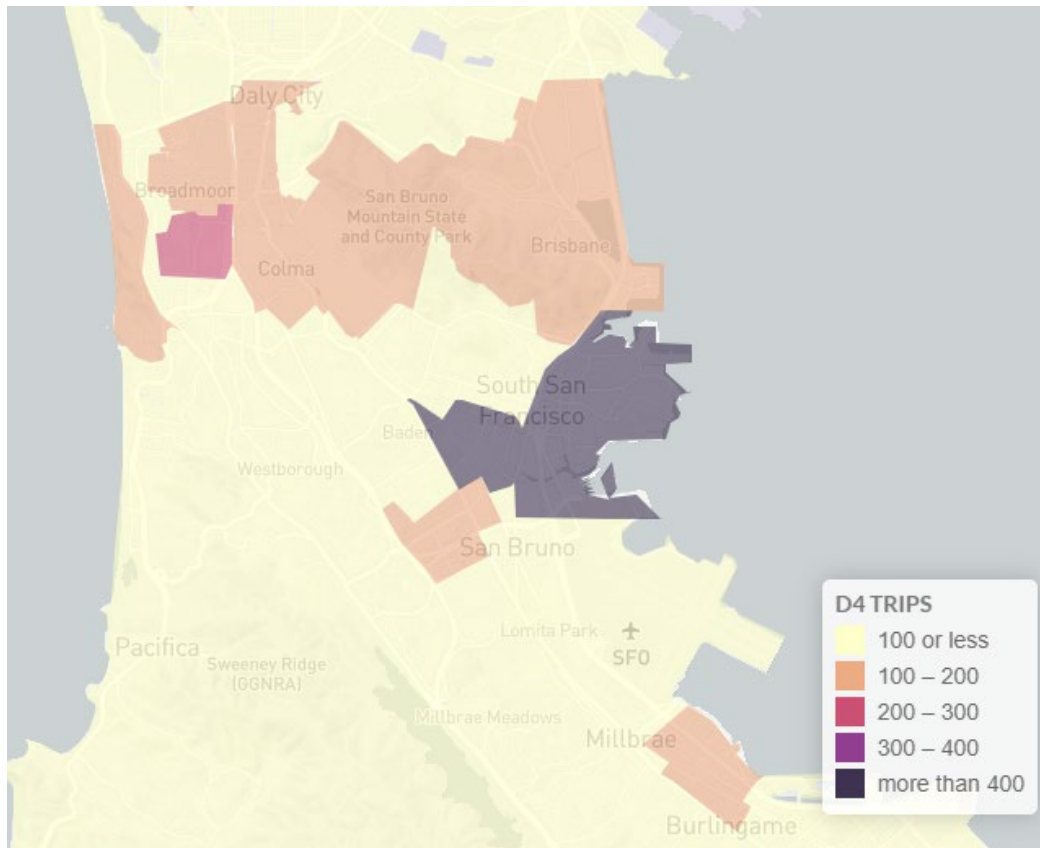 Daly City
Broadmoor
San Bruno
Mountain State
and County Park
Brisbane
Colma
South San
Francisco
Baden
Westborough
San Bruno
Pacifica
Lomita Park
SFO
Sweeney Ridge
(GGNRA)
Millbrae Meadows
Millbrae
Burlingame
D4 TRIPS
100 or less
100 – 200
200 – 300
300 – 400
more than 400